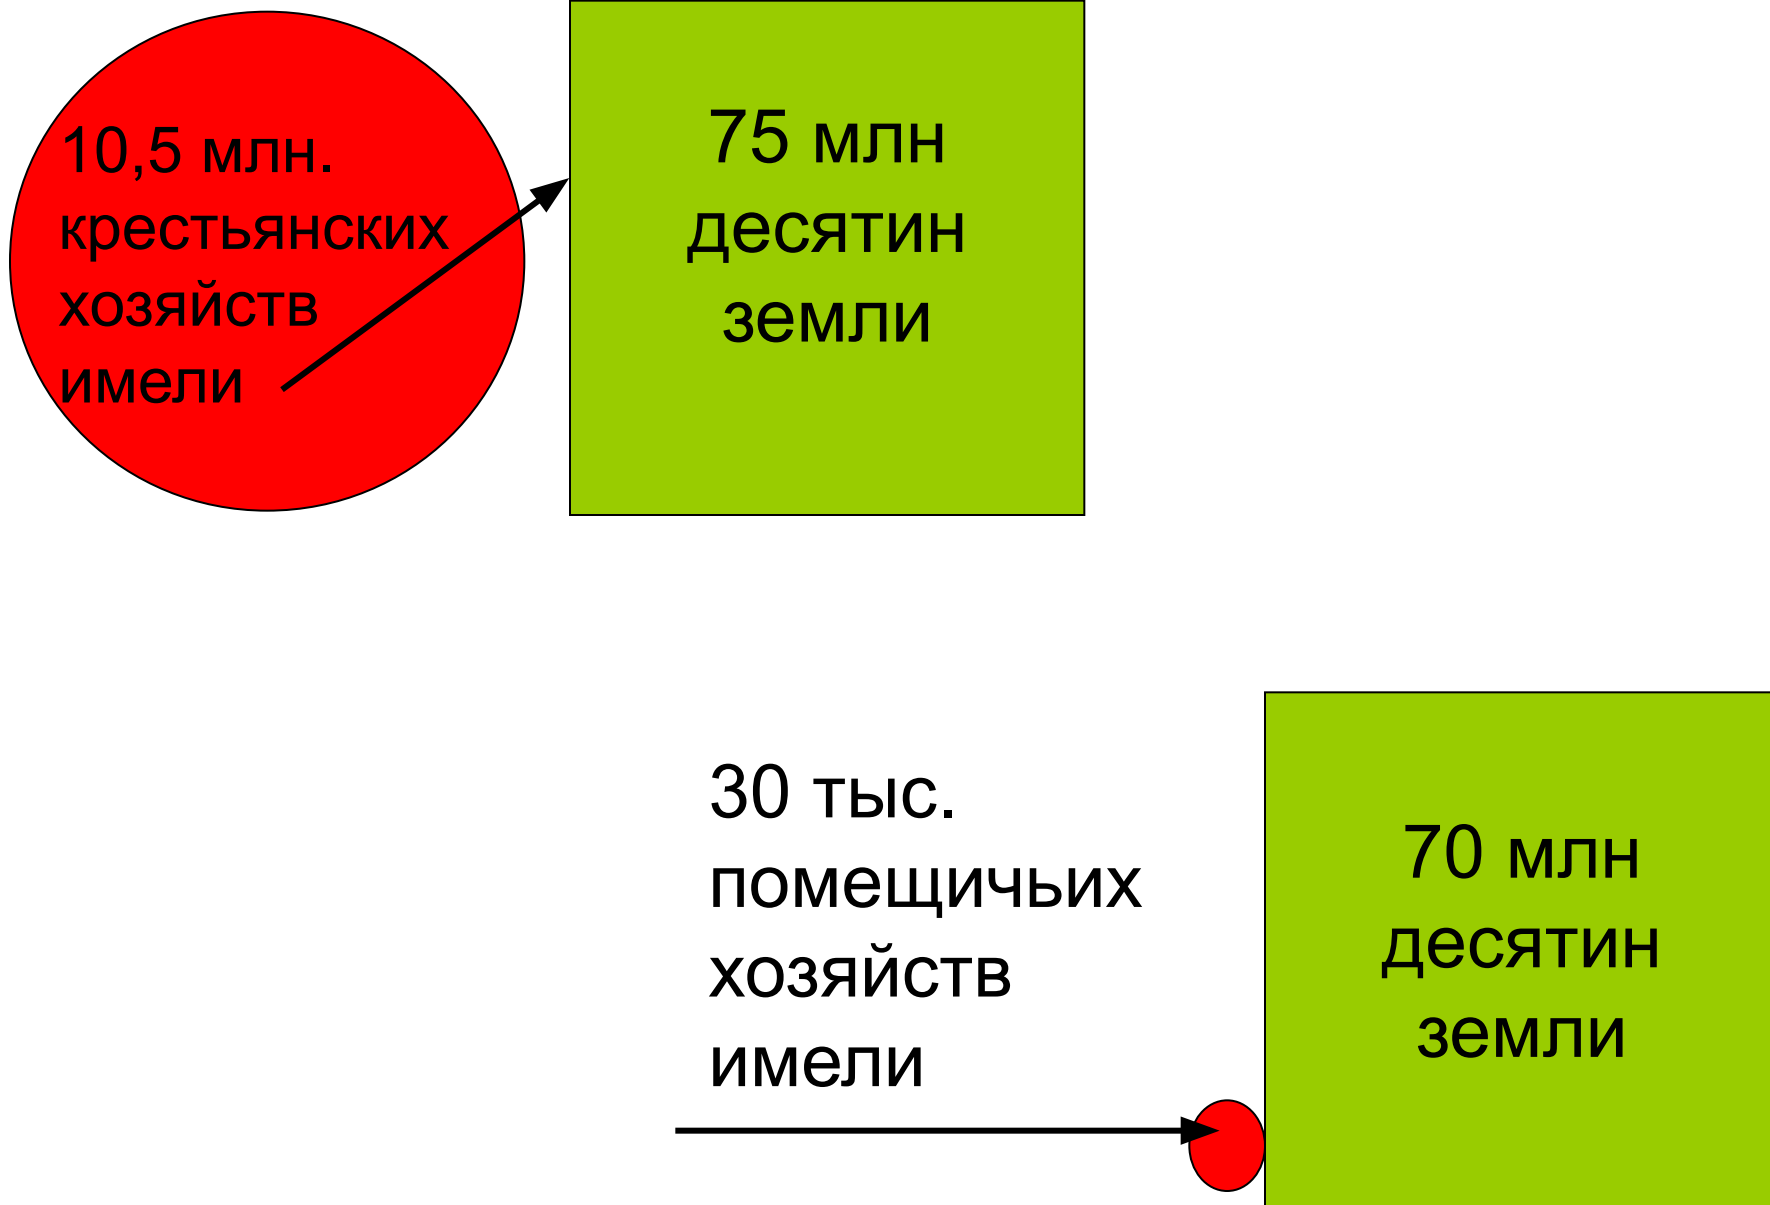 10,5 млн.
крестьянских
хозяйств
имели
75 млн
десятин
земли
30 тыс.
помещичьих
хозяйств
имели
70 млн
десятин
земли